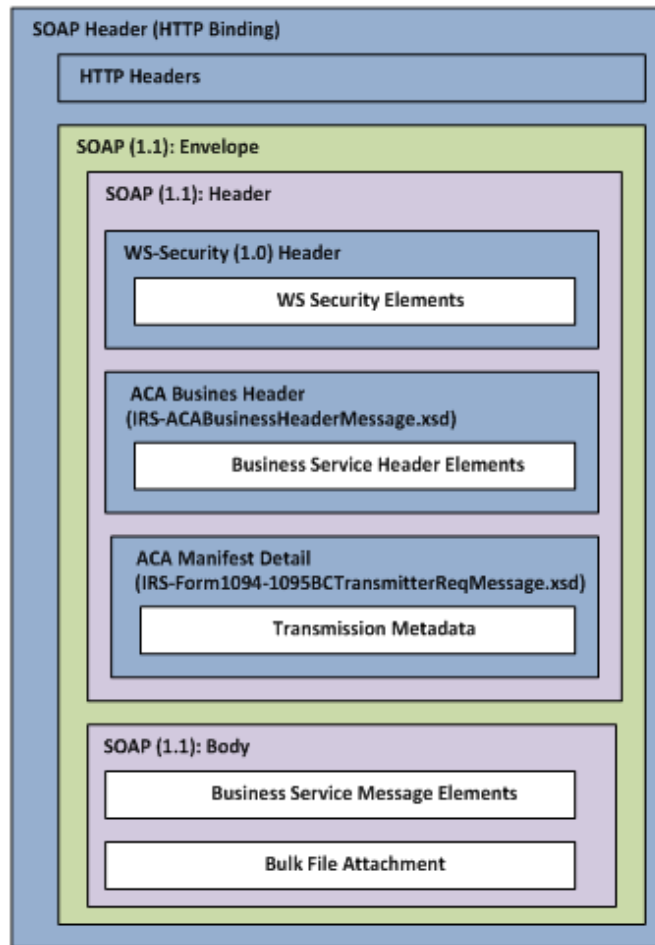 SOAP Header (HTTP Binding)
HTTP Headers
SOAP (1.1): Envelope
SOAP (1.1): Header
WS-Security (1.0) Header
WS Security Elements
ACA Busines Header
(IRS-ACABusinessHeaderMessage.xsd)
Business Service Header Elements
ACA Manifest Detail
(IRS-Form1094-1095BCTransmitterReqMessage.xsd)
Transmission Metadata
SOAP (1.1): Body
Business Service Message Elements
Bulk File Attachment